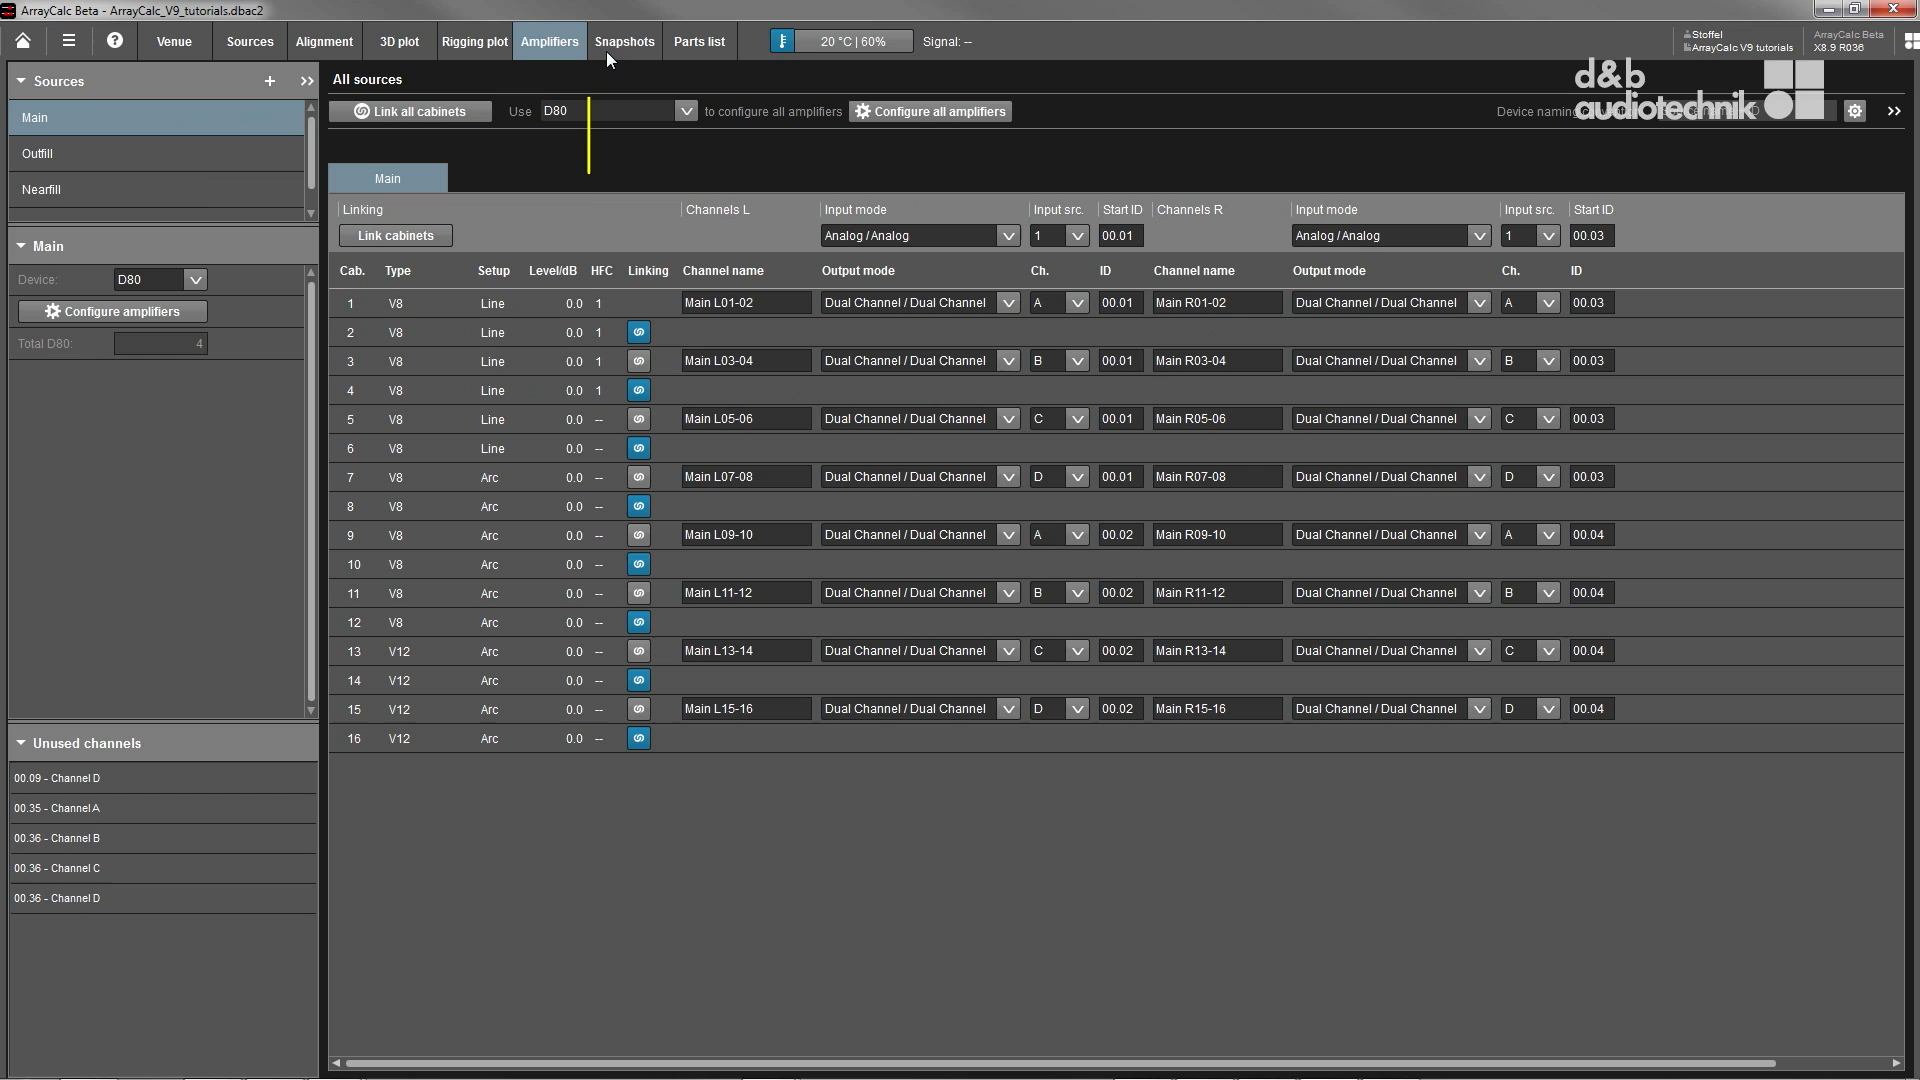 ArrayCalc Beta - ArrayCalc_V9_tutorials.dbac2
Venue Sources Alignment 3D plot Rigging plot Amplifiers Snapshots Parts list 20 °C | 60% Signal: --
Stoffel ArrayCalc Beta
ArrayCalc V9 tutorials X8.9 R036
d&b audiotechnik
Sources + >>
Main
Outfill
Nearfill
Main
Device: D80
Configure amplifiers
Total D80: 4
Unused channels
00.09 - Channel D
00.35 - Channel A
00.36 - Channel B
00.36 - Channel C
00.36 - Channel D
All sources
Link all cabinets Use D80 to configure all amplifiers Configure all amplifiers Device naming
Main
Linking Channels L Input mode Input src. Start ID Channels R Input mode Input src. Start ID
Link cabinets Analog / Analog 1 00.01 Analog / Analog 1 00.03
Cab. Type Setup Level/dB HFC Linking Channel name Output mode Ch. ID Channel name Output mode Ch. ID
1 V8 Line 0.0 1 Main L01-02 Dual Channel / Dual Channel A 00.01 Main R01-02 Dual Channel / Dual Channel A 00.03
2 V8 Line 0.0 1
3 V8 Line 0.0 1 Main L03-04 Dual Channel / Dual Channel B 00.01 Main R03-04 Dual Channel / Dual Channel B 00.03
4 V8 Line 0.0 1
5 V8 Line 0.0 -- Main L05-06 Dual Channel / Dual Channel C 00.01 Main R05-06 Dual Channel / Dual Channel C 00.03
6 V8 Line 0.0 --
7 V8 Arc 0.0 -- Main L07-08 Dual Channel / Dual Channel D 00.01 Main R07-08 Dual Channel / Dual Channel D 00.03
8 V8 Arc 0.0 --
9 V8 Arc 0.0 -- Main L09-10 Dual Channel / Dual Channel A 00.02 Main R09-10 Dual Channel / Dual Channel A 00.04
10 V8 Arc 0.0 --
11 V8 Arc 0.0 -- Main L11-12 Dual Channel / Dual Channel B 00.02 Main R11-12 Dual Channel / Dual Channel B 00.04
12 V8 Arc 0.0 --
13 V12 Arc 0.0 -- Main L13-14 Dual Channel / Dual Channel C 00.02 Main R13-14 Dual Channel / Dual Channel C 00.04
14 V12 Arc 0.0 --
15 V12 Arc 0.0 -- Main L15-16 Dual Channel / Dual Channel D 00.02 Main R15-16 Dual Channel / Dual Channel D 00.04
16 V12 Arc 0.0 --